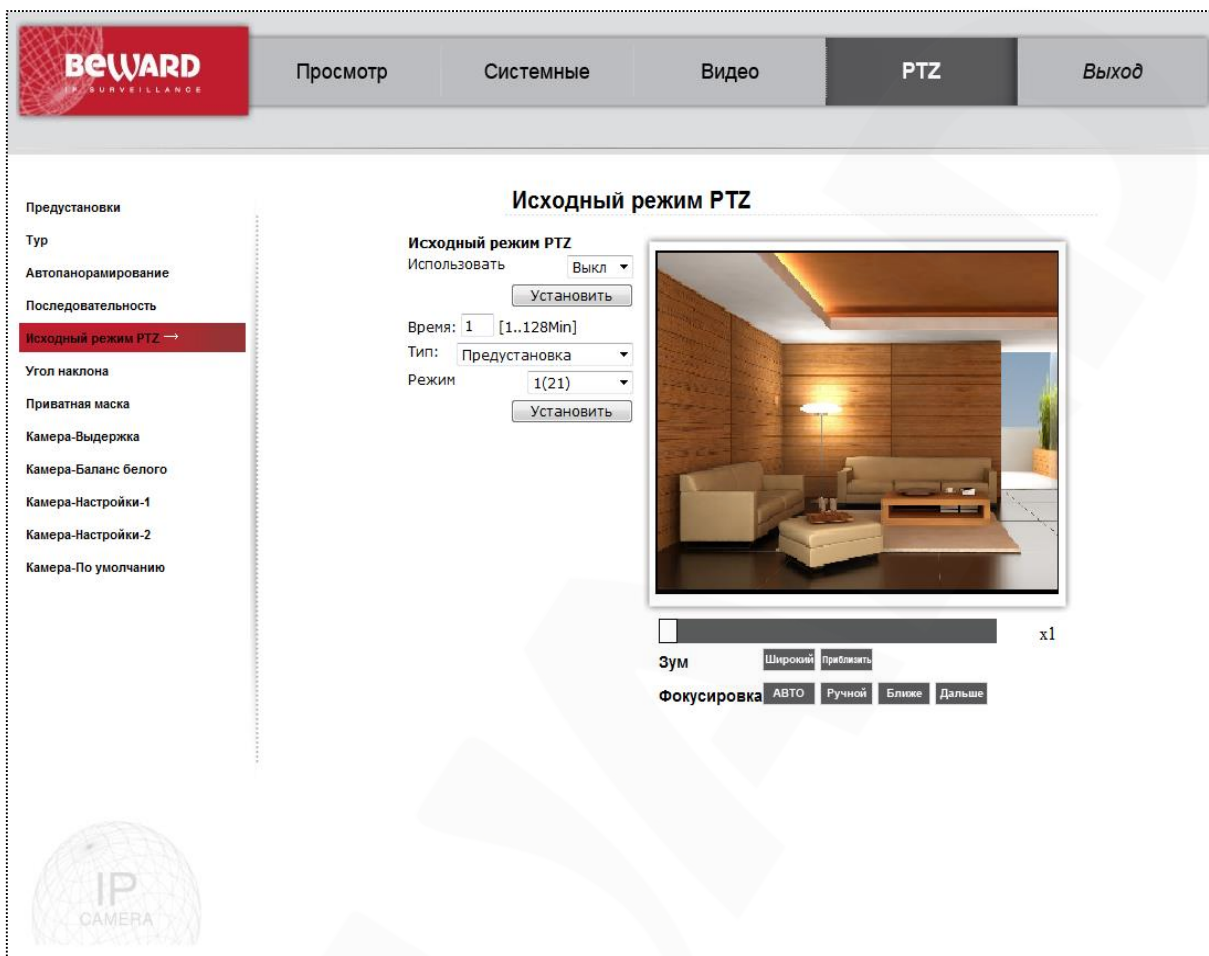 BEWARD
IP SURVEILLANCE
Просмотр
Системные
Видео
PTZ
Выход
Предустановки
Тур
Автопанорамирование
Последовательность
Исходный режим PTZ →
Угол наклона
Приватная маска
Камера-Выдержка
Камера-Баланс белого
Камера-Настройки-1
Камера-Настройки-2
Камера-По умолчанию
Исходный режим PTZ
Исходный режим PTZ
Использовать Выкл
Установить
Время: 1 [1..128Min]
Тип: Предустановка
Режим 1(21)
Установить
x1
Зум Широкий Приблизить
Фокусировка АВТО Ручной Ближе Дальше
IP
CAMERA